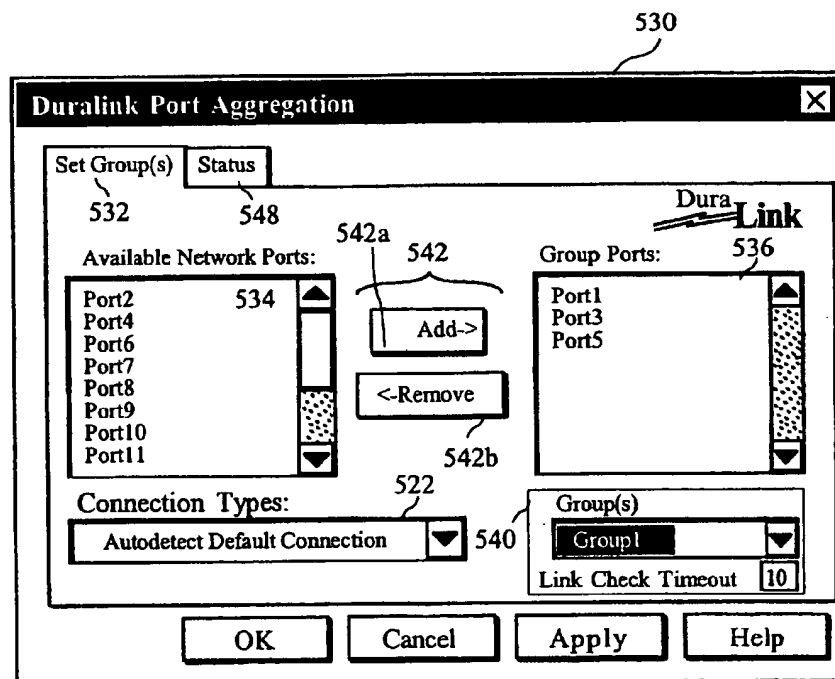 530
Duralink Port Aggregation
Set Group(s) Status
532 548
Dura
Link
542a 542 536
Available Network Ports: Group Ports:
Port2 534
Port4
Port6
Port7
Port8
Port9
Port10
Port11
Add->
<-Remove
542b
Port1
Port3
Port5
Connection Types: 522
Autodetect Default Connection
540
Group(s)
Group1
Link Check Timeout 10
OK Cancel Apply Help